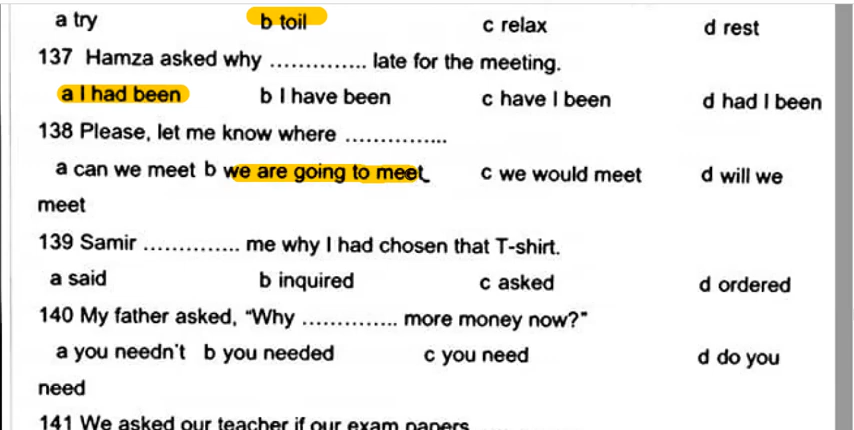 a try b toil c relax d rest
137 Hamza asked why .............. late for the meeting.
a I had been b I have been c have I been d had I been
138 Please, let me know where ...............
a can we meet b we are going to meet c we would meet d will we
meet
139 Samir .............. me why I had chosen that T-shirt.
a said b inquired c asked d ordered
140 My father asked, "Why .............. more money now?"
a you needn't b you needed c you need d do you
need
141 We asked our teacher if our exam papers